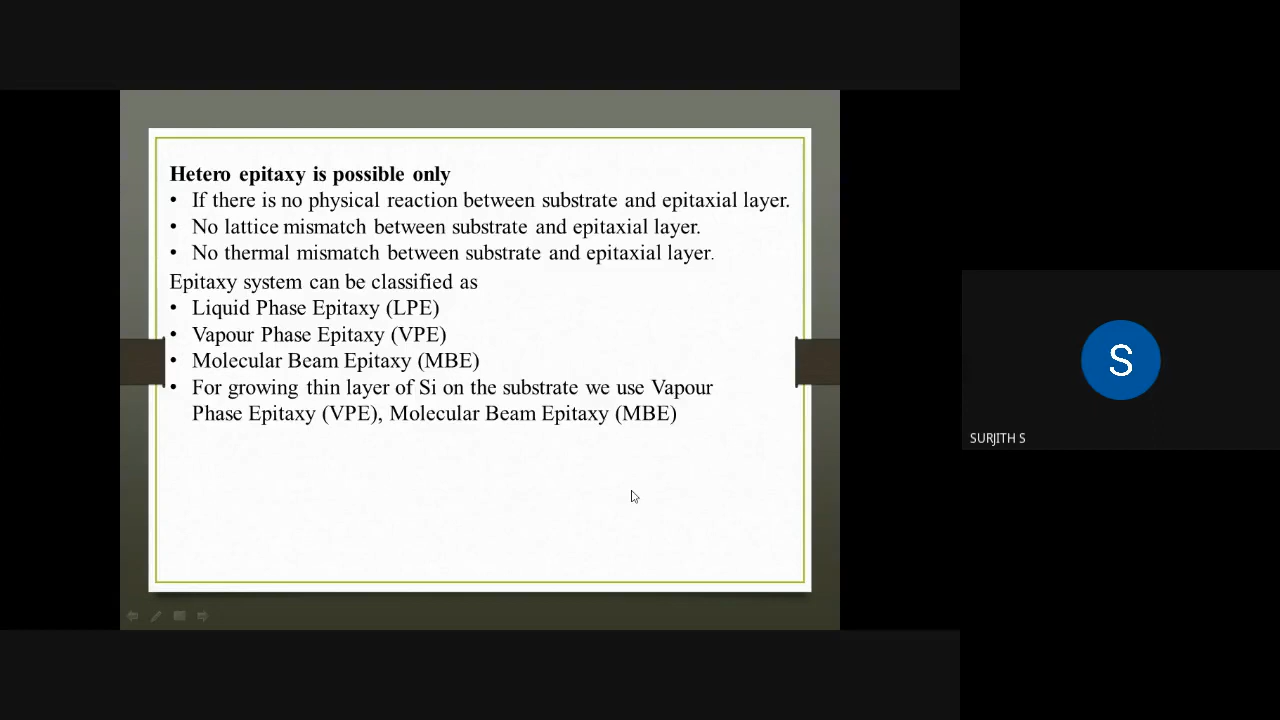 Hetero epitaxy is possible only
• If there is no physical reaction between substrate and epitaxial layer.
• No lattice mismatch between substrate and epitaxial layer.
• No thermal mismatch between substrate and epitaxial layer.
Epitaxy system can be classified as
• Liquid Phase Epitaxy (LPE)
• Vapour Phase Epitaxy (VPE)
• Molecular Beam Epitaxy (MBE)
• For growing thin layer of Si on the substrate we use Vapour
Phase Epitaxy (VPE), Molecular Beam Epitaxy (MBE)
S
SURJITH S